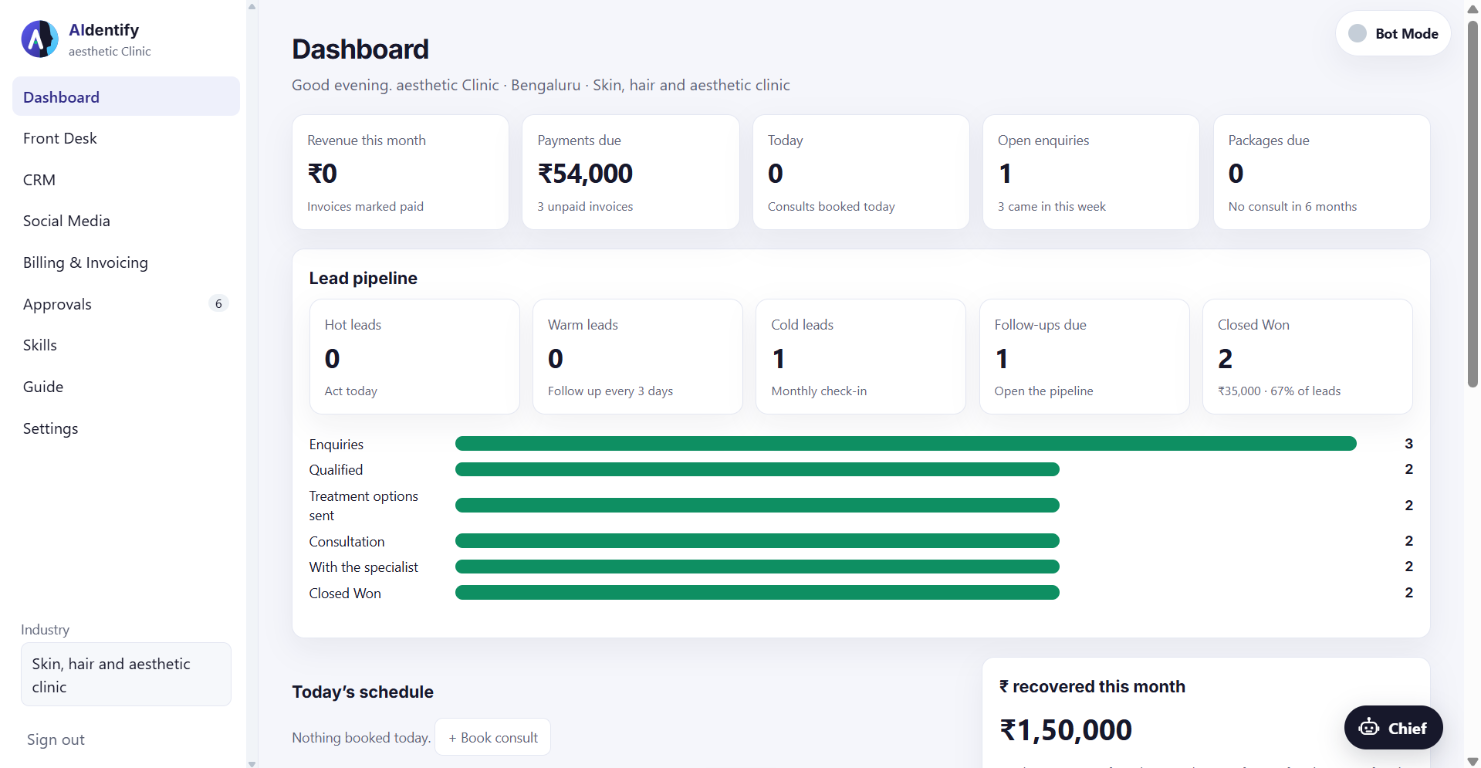 AIdentify
aesthetic Clinic
Dashboard
Front Desk
CRM
Social Media
Billing & Invoicing
Approvals 6
Skills
Guide
Settings
Industry
Skin, hair and aesthetic
clinic
Sign out
Bot Mode
Dashboard
Good evening. aesthetic Clinic · Bengaluru · Skin, hair and aesthetic clinic
Revenue this month
₹0
Invoices marked paid
Payments due
₹54,000
3 unpaid invoices
Today
0
Consults booked today
Open enquiries
1
3 came in this week
Packages due
0
No consult in 6 months
Lead pipeline
Hot leads
0
Act today
Warm leads
0
Follow up every 3 days
Cold leads
1
Monthly check-in
Follow-ups due
1
Open the pipeline
Closed Won
2
₹35,000 · 67% of leads
Enquiries 3
Qualified 2
Treatment options
sent 2
Consultation 2
With the specialist 2
Closed Won 2
Today’s schedule
Nothing booked today. + Book consult
₹ recovered this month
₹1,50,000
Chief